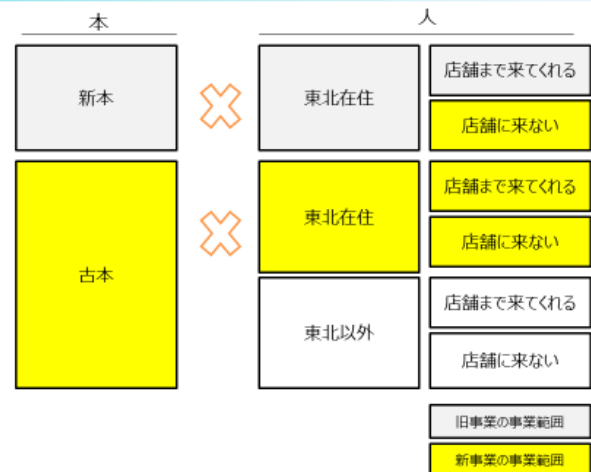 本
人
新本
東北在住
店舗まで来てくれる
店舗に来ない
古本
東北在住
店舗まで来てくれる
店舗に来ない
東北以外
店舗まで来てくれる
店舗に来ない
旧事業の事業範囲
新事業の事業範囲